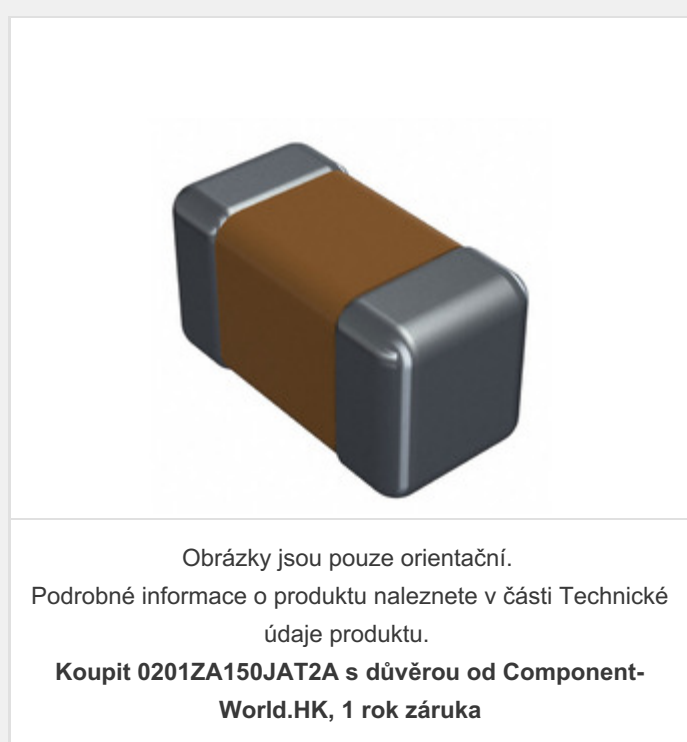 Obrázky jsou pouze orientační.
Podrobné informace o produktu naleznete v části Technické
údaje produktu.
Koupit 0201ZA150JAT2A s důvěrou od Component-
World.HK, 1 rok záruka